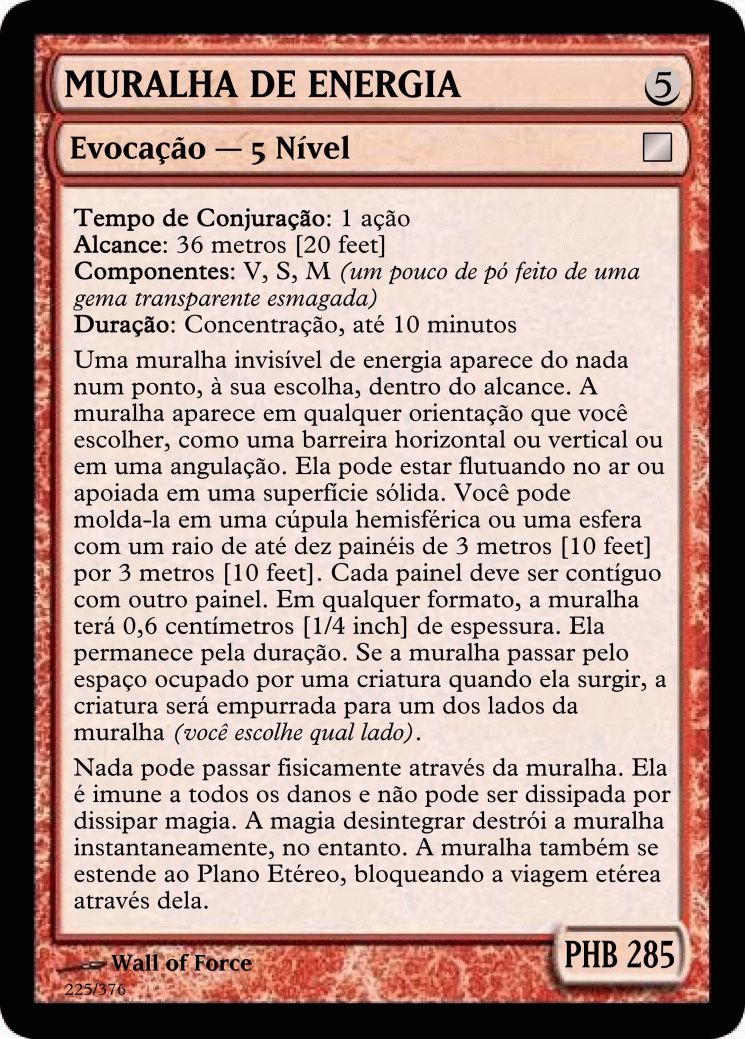 MURALHA DE ENERGIA
5
Evocação — 5 Nível
Tempo de Conjuração: 1 ação
Alcance: 36 metros [20 feet]
Componentes: V, S, M (um pouco de pó feito de uma
gema transparente esmagada)
Duração: Concentração, até 10 minutos
Uma muralha invisível de energia aparece do nada
num ponto, à sua escolha, dentro do alcance. A
muralha aparece em qualquer orientação que você
escolher, como uma barreira horizontal ou vertical ou
em uma angulação. Ela pode estar flutuando no ar ou
apoiada em uma superfície sólida. Você pode
molda-la em uma cúpula hemisférica ou uma esfera
com um raio de até dez painéis de 3 metros [10 feet]
por 3 metros [10 feet]. Cada painel deve ser contíguo
com outro painel. Em qualquer formato, a muralha
terá 0,6 centímetros [1/4 inch] de espessura. Ela
permanece pela duração. Se a muralha passar pelo
espaço ocupado por uma criatura quando ela surgir, a
criatura será empurrada para um dos lados da
muralha (você escolhe qual lado).
Nada pode passar fisicamente através da muralha. Ela
é imune a todos os danos e não pode ser dissipada por
dissipar magia. A magia desintegrar destrói a muralha
instantaneamente, no entanto. A muralha também se
estende ao Plano Etéreo, bloqueando a viagem etérea
através dela.
PHB 285
Wall of Force
225/376